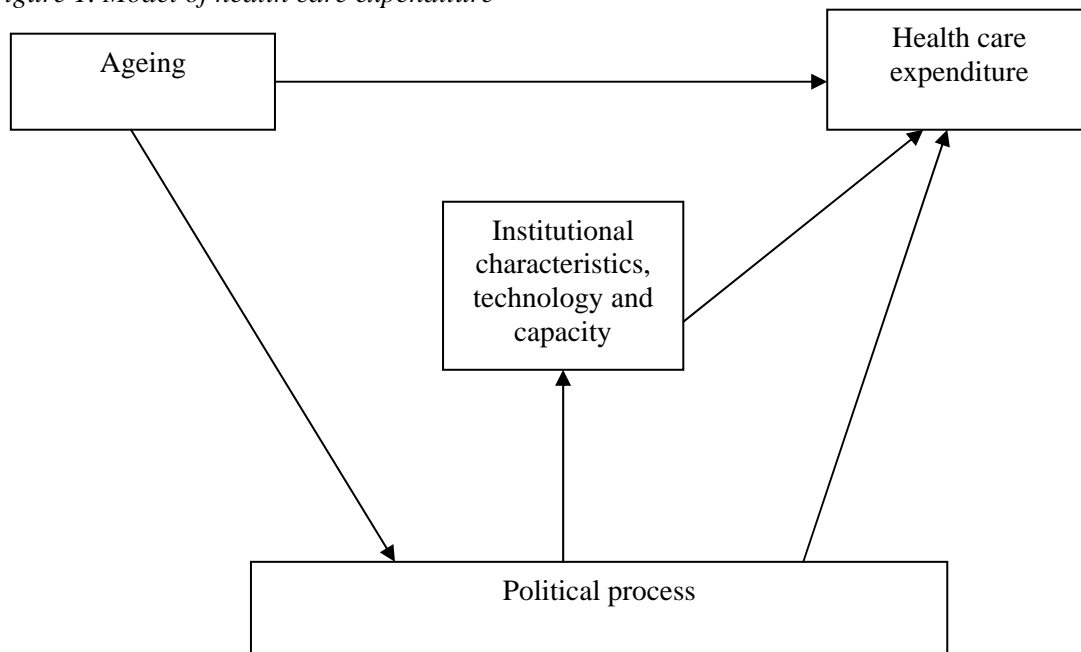 igure 1. Model of health care expenditure
Ageing
Health care
expenditure
Institutional
characteristics,
technology and
capacity
Political process